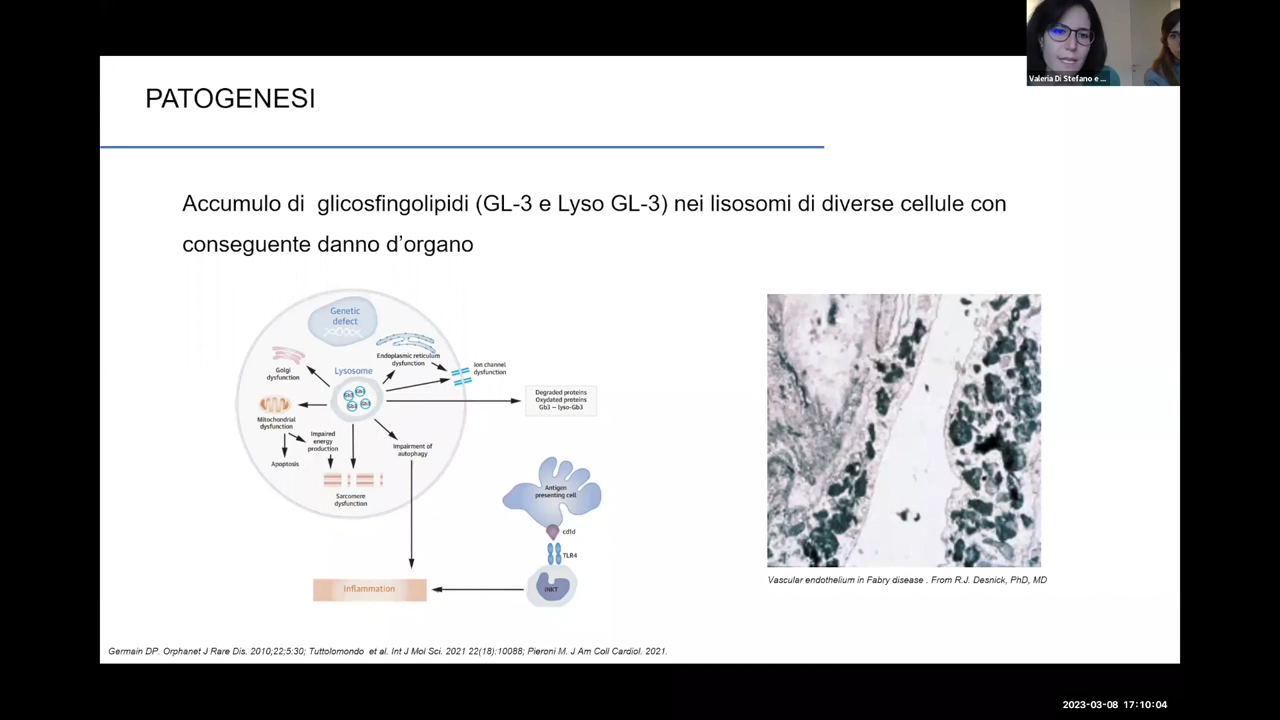 Valeria Di Stefano e ...
PATOGENESI
Accumulo di glicosfingolipidi (GL-3 e Lyso GL-3) nei lisosomi di diverse cellule con
conseguente danno d’organo
Genetic
defect
Golgi
dysfunction
Lysosome
Endoplasmic reticulum
dysfunction
Ion channel
dysfunction
Gb3
Gb3
Gb3
Gb3
Degraded proteins
Oxydated proteins
Gb3 – lyso-Gb3
Mitochondrial
dysfunction
Impaired
energy
production
Impairment of
autophagy
Apoptosis
Sarcomere
dysfunction
Antigen
presenting cell
cd1d
TLR4
iNKT
Inflammation
Vascular endothelium in Fabry disease . From R.J. Desnick, PhD, MD
Germain DP. Orphanet J Rare Dis. 2010;22;5:30; Tuttolomondo et al. Int J Mol Sci. 2021 22(18):10088; Pieroni M. J Am Coll Cardiol. 2021.
2023-03-08 17:10:04